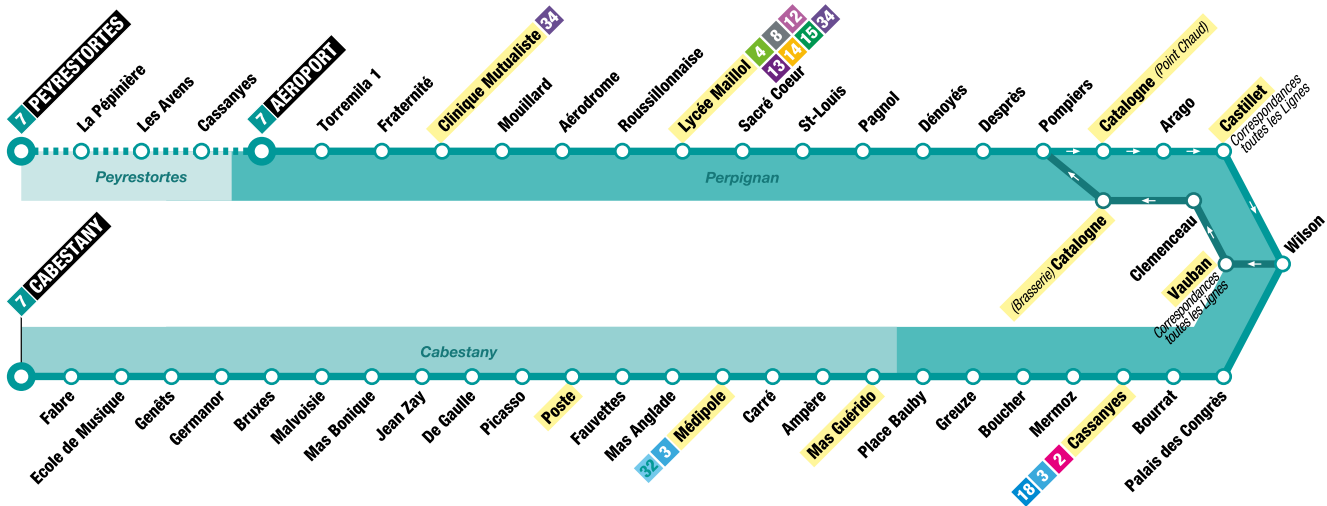 7 PEYRESTORTES
La Pépinière
Les Avens
Cassanyes
7 AÉROPORT
Torremila 1
Fraternité
Clinique Mutualiste 34
Mouillard
Aérodrome
Roussillonnaise
Lycée Maillol 4 8 12
13 14 15 34
Sacré Coeur
St-Louis
Pagnol
Dénoyés
Desprès
Pompiers
Catalogne (Point Chaud)
Arago
Castillet
Correspondances
toutes les Lignes
Peyrestortes
Perpignan
Wilson
Vauban
Correspondances
toutes les Lignes
Clemenceau
(Brasserie) Catalogne
7 CABESTANY
Cabestany
Fabre
Ecole de Musique
Genêts
Germanor
Bruxes
Malvoisie
Mas Bonique
Jean Zay
De Gaulle
Picasso
Poste
Fauvettes
Mas Anglade
32 3 Médipole
Carré
Ampère
Mas Guérido
Place Bauby
Greuze
Boucher
Mermoz
18 3 2 Cassanyes
Bourrat
Palais des Congrès